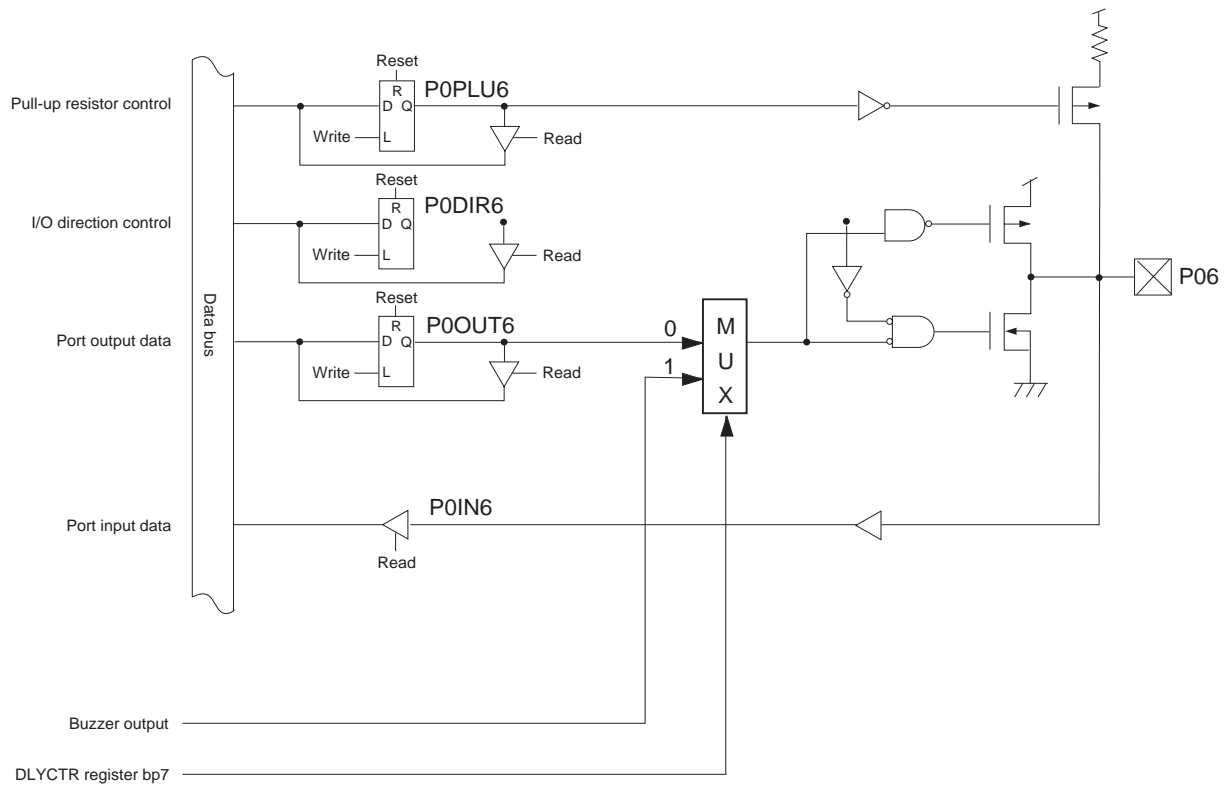 Reset
Pull-up resistor control
R
P0PLU6
D Q
Write
L
Read
Reset
I/O direction control
R
P0DIR6
D Q
Write
L
Read
P06
Data bus
Reset
Port output data
R
P0OUT6
D Q
Write
L
Read
0
1
M
U
X
Port input data
P0IN6
Read
Buzzer output
DLYCTR register bp7